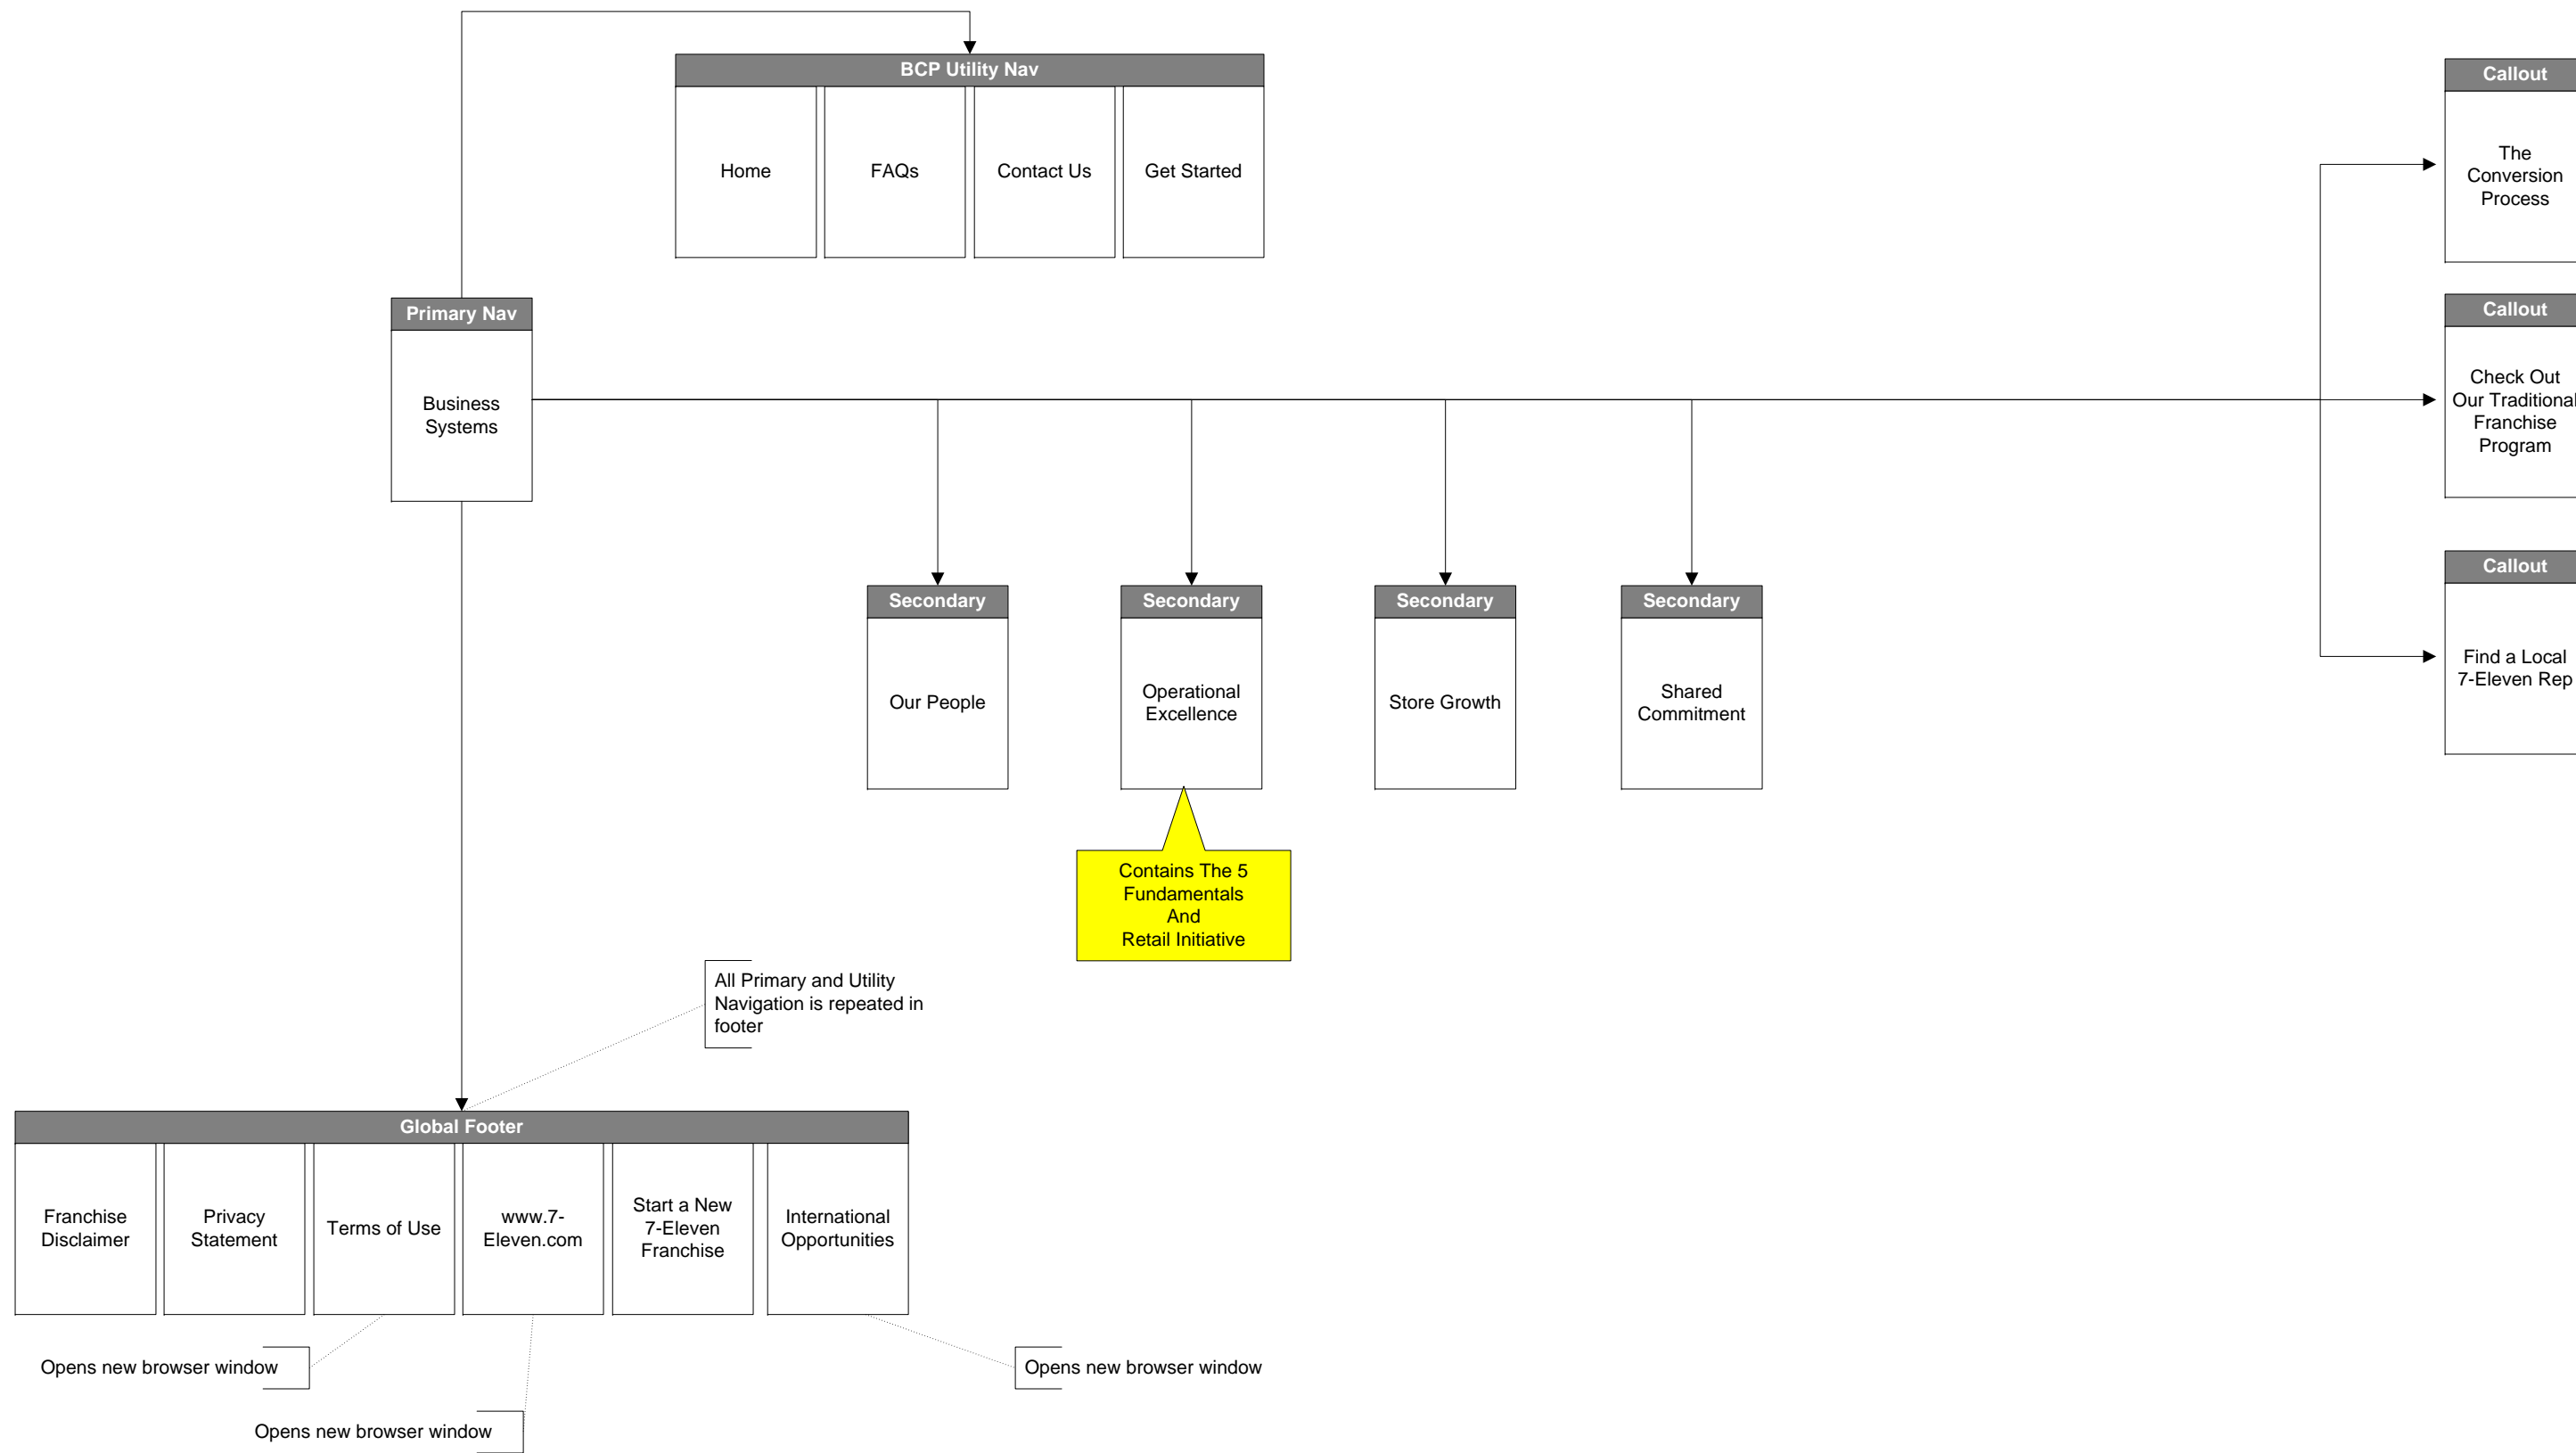 BCP Utility Nav
Home
FAQs
Contact Us
Get Started
Callout
The
Conversion
Process
Primary Nav
Business
Systems
Callout
Check Out
Our Traditional
Franchise
Program
Callout
Find a Local
7-Eleven Rep
Secondary
Our People
Secondary
Operational
Excellence
Secondary
Store Growth
Secondary
Shared
Commitment
Contains The 5
Fundamentals
And
Retail Initiative
All Primary and Utility
Navigation is repeated in
footer
Global Footer
Franchise
Disclaimer
Privacy
Statement
Terms of Use
www.7-
Eleven.com
Start a New
7-Eleven
Franchise
International
Opportunities
Opens new browser window
Opens new browser window
Opens new browser window